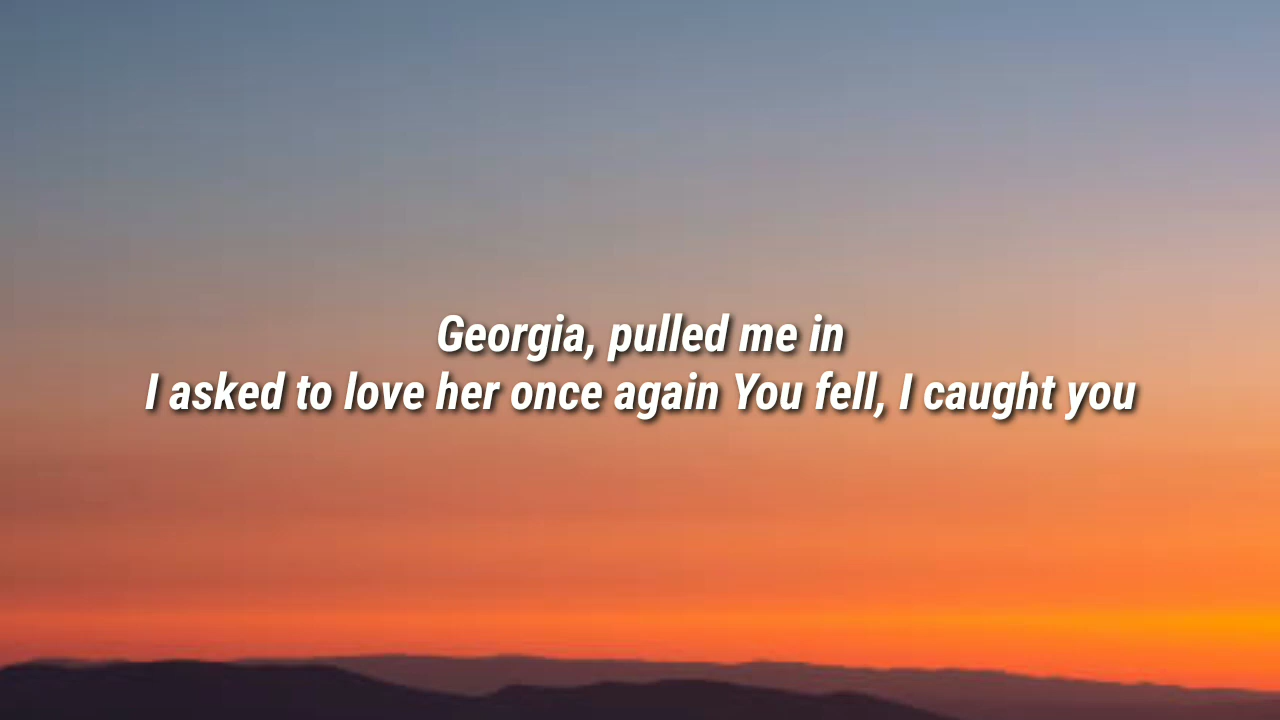 Georgia, pulled me in
I asked to love her once again You fell, I caught you